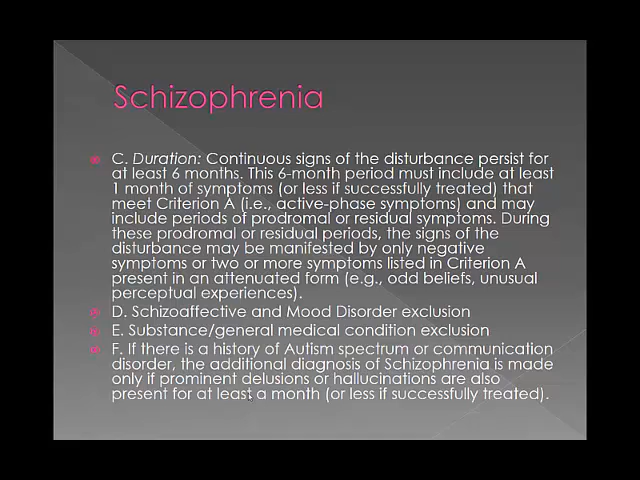 Schizophrenia
C. Duration: Continuous signs of the disturbance persist for
at least 6 months. This 6-month period must include at least
1 month of symptoms (or less if successfully treated) that
meet Criterion A (i.e., active-phase symptoms) and may
include periods of prodromal or residual symptoms. During
these prodromal or residual periods, the signs of the
disturbance may be manifested by only negative
symptoms or two or more symptoms listed in Criterion A
present in an attenuated form (e.g., odd beliefs, unusual
perceptual experiences).
D. Schizoaffective and Mood Disorder exclusion
E. Substance/general medical condition exclusion
F. If there is a history of Autism spectrum or communication
disorder, the additional diagnosis of Schizophrenia is made
only if prominent delusions or hallucinations are also
present for at least a month (or less if successfully treated).